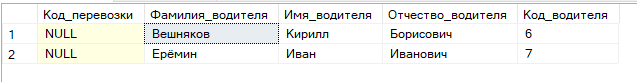 Код_перевозки Фамилия_водителя Имя_водителя Отчество_водителя Код_водителя
1 NULL Вешняков Кирилл Борисович 6
2 NULL Ерёмин Иван Иванович 7